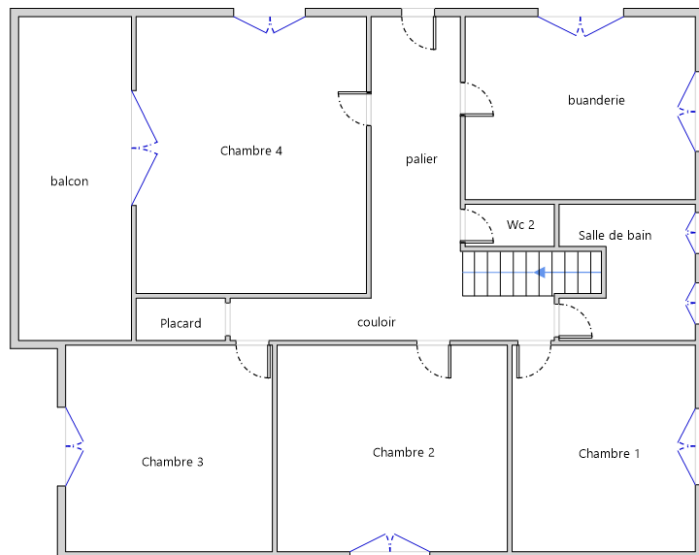 buanderie
Chambre 4
palier
balcon
Wc 2
Salle de bain
Placard
couloir
Chambre 3
Chambre 2
Chambre 1